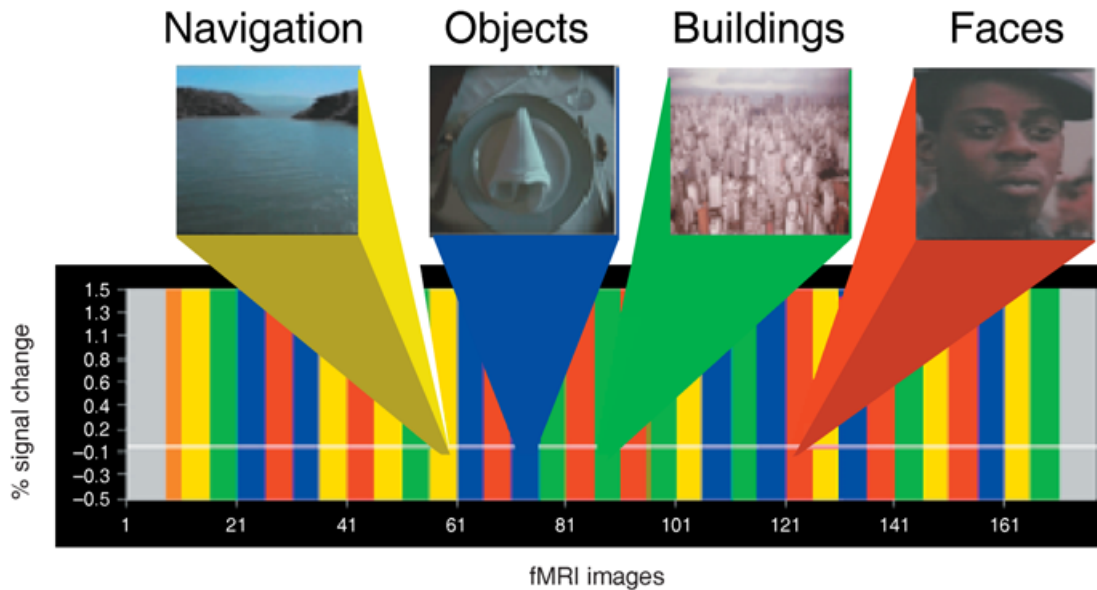 Navigation Objects Buildings Faces
% signal change
1.5
1.3
1.1
0.8
0.6
0.4
0.2
−0.1
−0.3
−0.5
1 21 41 61 81 101 121 141 161
fMRI images